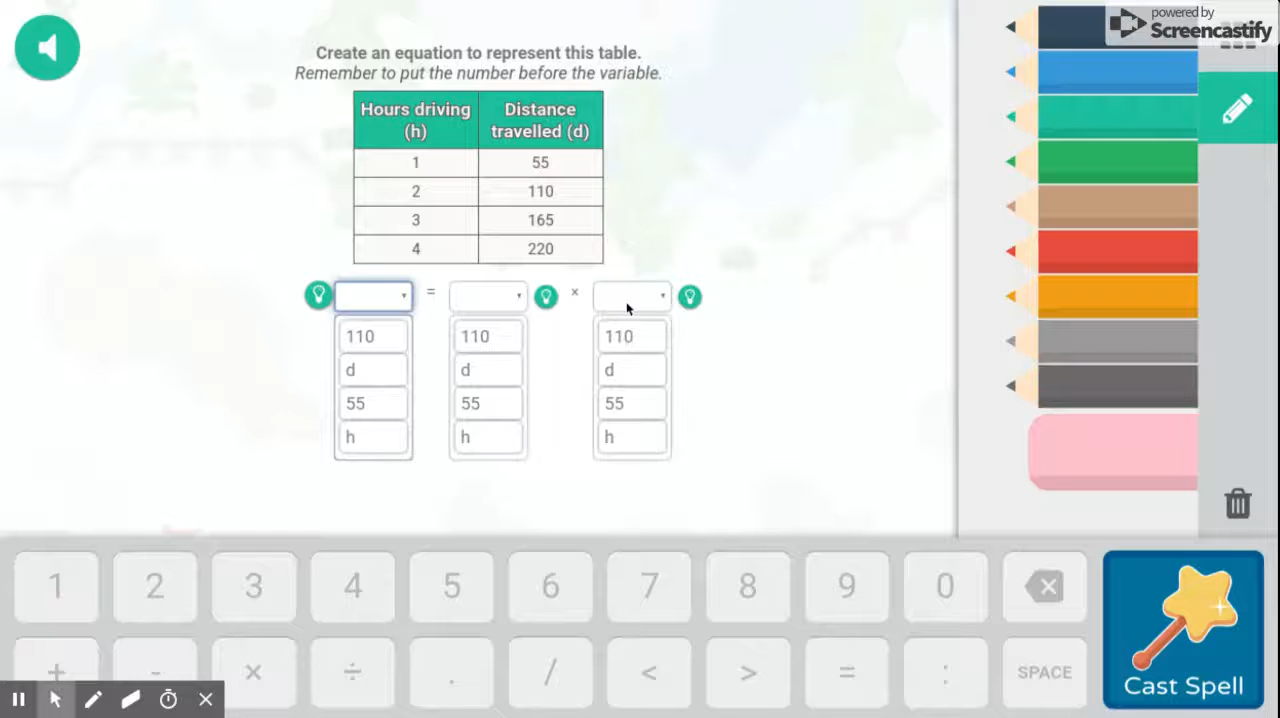 powered by
Screencastify
Create an equation to represent this table.
Remember to put the number before the variable.
Hours driving (h) Distance travelled (d)
1 55
2 110
3 165
4 220
= ×
110 110 110
d d d
55 55 55
h h h
1 2 3 4 5 6 7 8 9 0
+ - × ÷ . / < > = : SPACE
Cast Spell